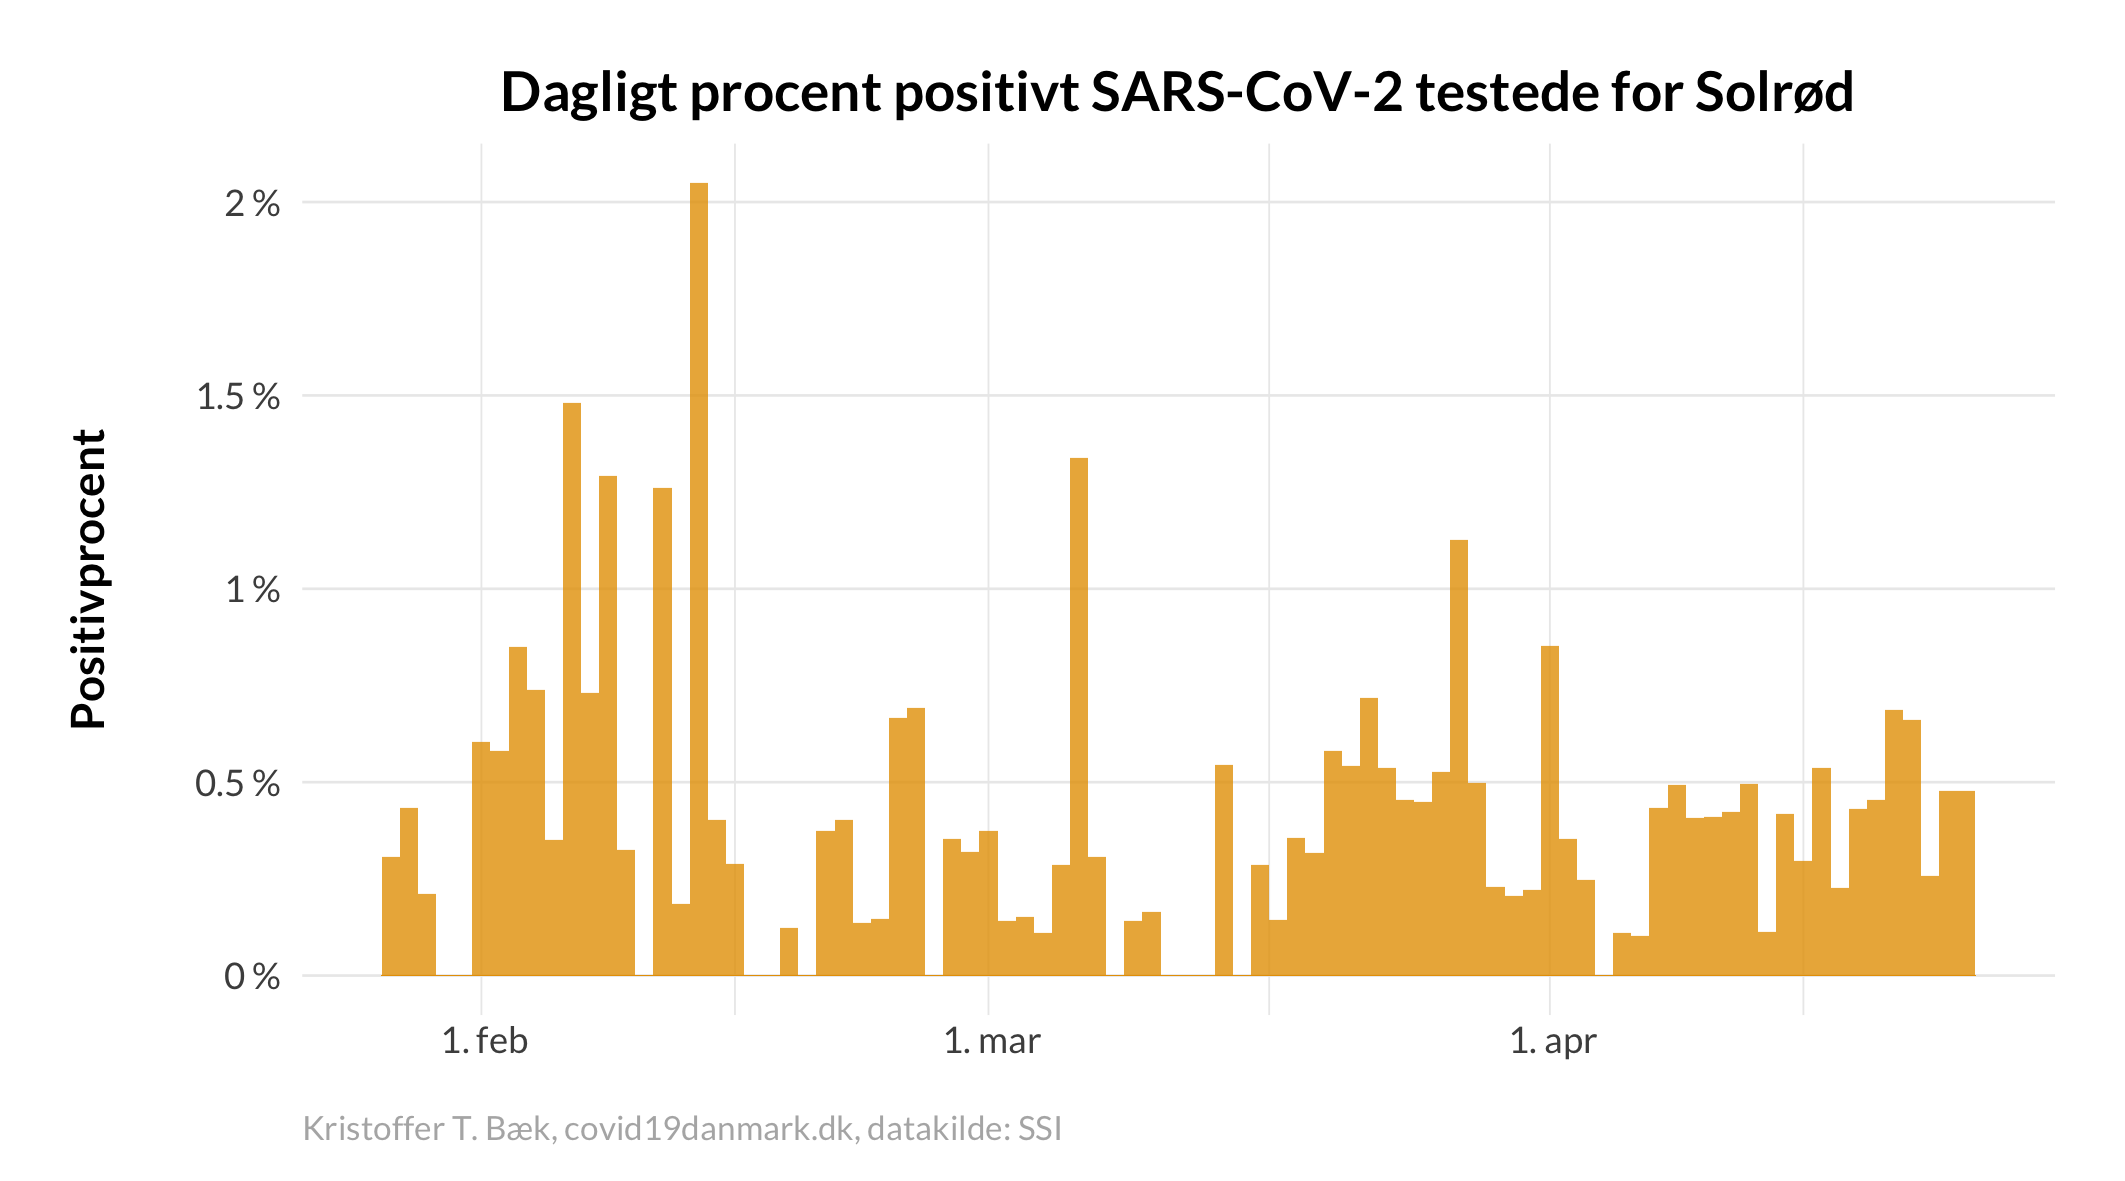 Dagligt procent positivt SARS-CoV-2 testede for Solrød
Positivprocent
2 %
1.5 %
1 %
0.5 %
0 %
1. feb
1. mar
1. apr
Kristoffer T. Bæk, covid19danmark.dk, datakilde: SSI